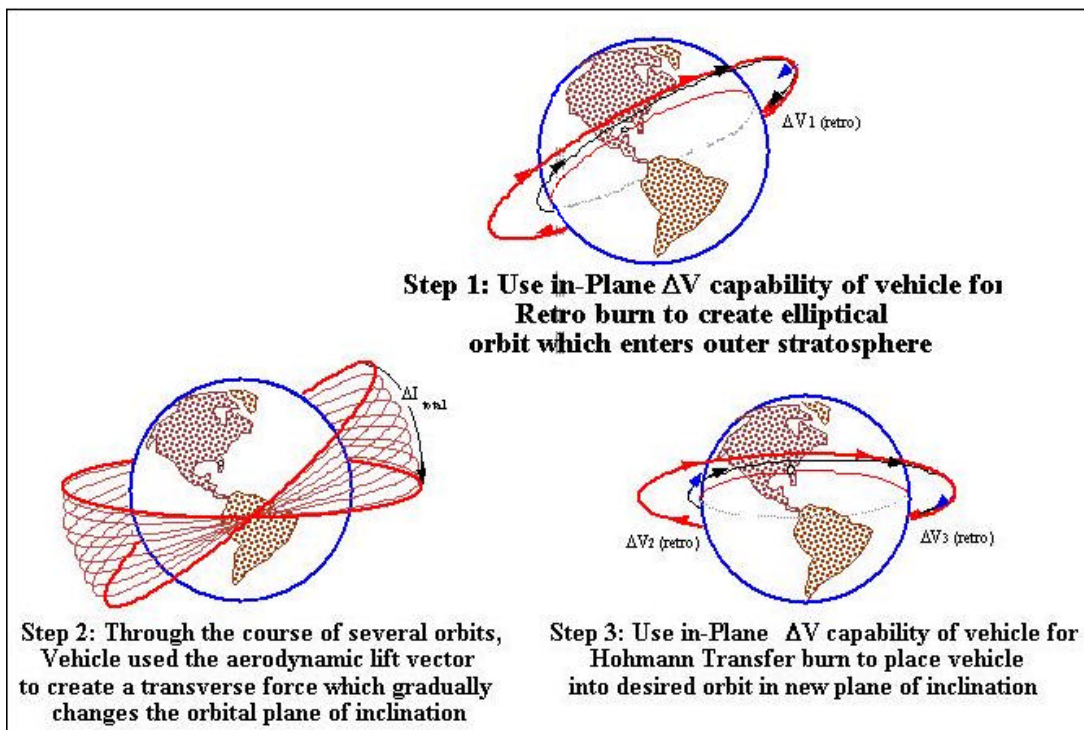 ΔV1 (retro)
Step 1: Use in-Plane ΔV capability of vehicle for
Retro burn to create elliptical
orbit which enters outer stratosphere
ΔI total
Step 2: Through the course of several orbits,
Vehicle used the aerodynamic lift vector
to create a transverse force which gradually
changes the orbital plane of inclination
ΔV2 (retro)
ΔV3 (retro)
Step 3: Use in-Plane ΔV capability of vehicle for
Hohmann Transfer burn to place vehicle
into desired orbit in new plane of inclination